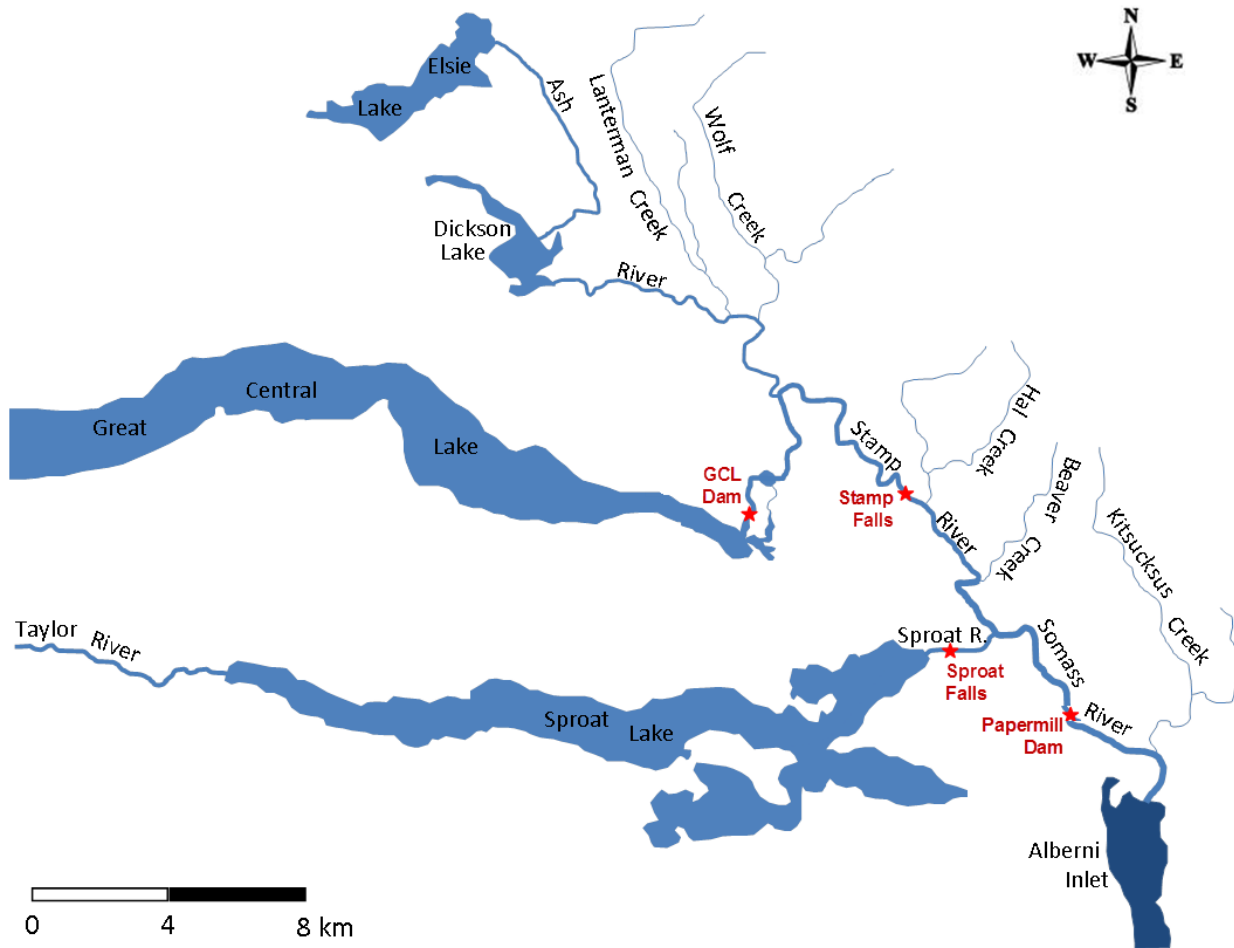 N
W E
S
Elsie
Lake
Ash
Lanterman Creek
Wolf
Creek
Dickson
Lake
River
Central
Great
Lake
Hal Creek
Stamp
GCL
Dam
Stamp
Falls
River
Beaver
Creek
Kitsucksus
Creek
Taylor
River
Sproat R.
Somass
Sproat
Falls
River
Sproat
Lake
Papermill
Dam
Alberni
Inlet
0 4 8 km